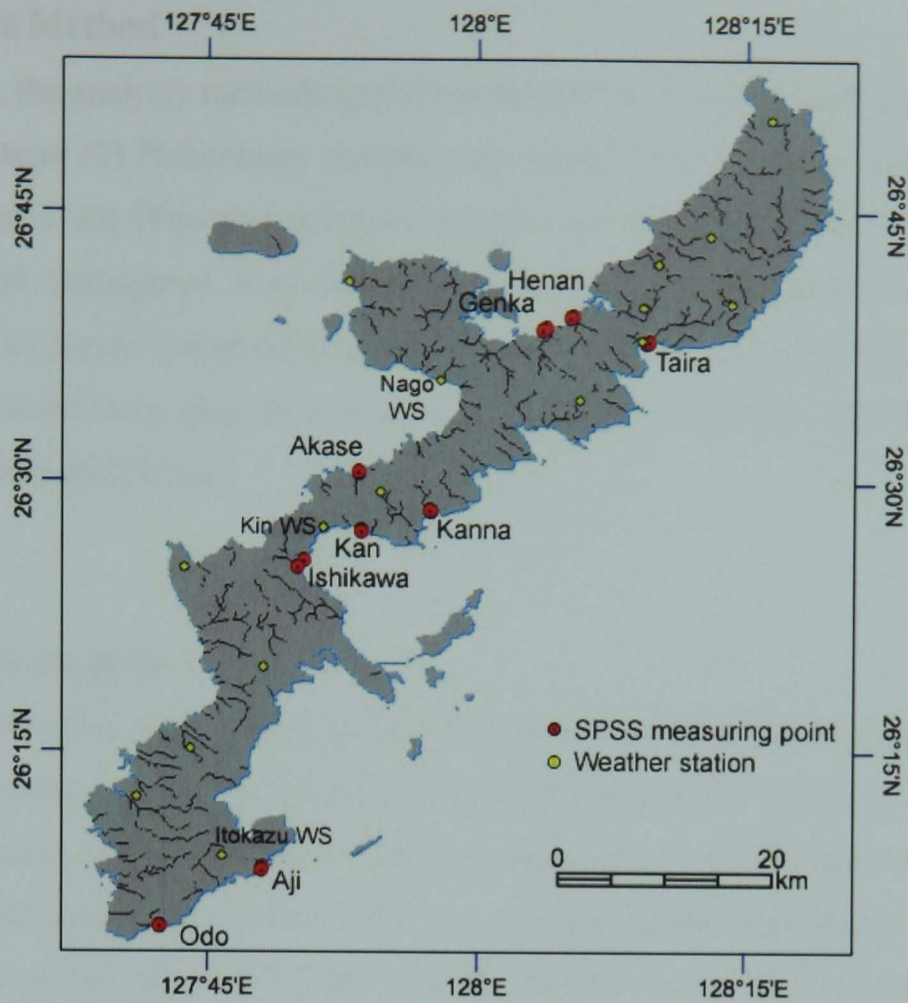 Method
127°45'E 128°E 128°15'E
26°45'N
26°45'N
Henan
Genka
Taira
Nago
WS
Akase
26°30'N
26°30'N
Kin WS
Kanna
Kan
Ishikawa
26°15'N
26°15'N
SPSS measuring point
Weather station
Itokazu WS
0 20
km
Aji
Odo
127°45'E 128°E 128°15'E